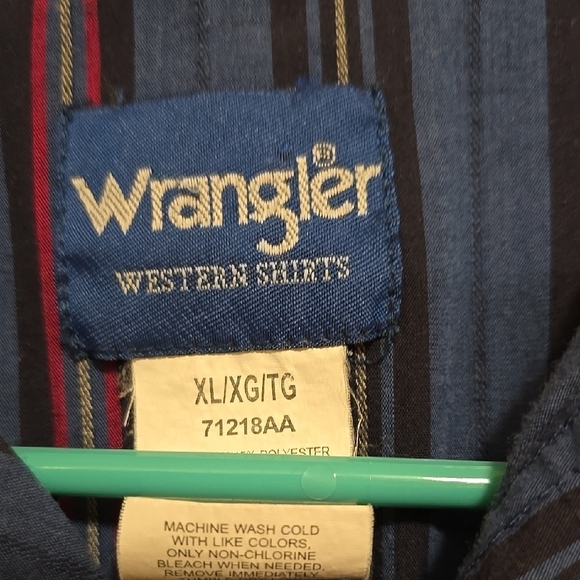 Wrangler®
WESTERN SHIRTS
XL/XG/TG
71218AA
POLYESTER
MACHINE WASH COLD
WITH LIKE COLORS,
ONLY NON-CHLORINE
BLEACH WHEN NEEDED,
REMOVE IMMEDIATELY